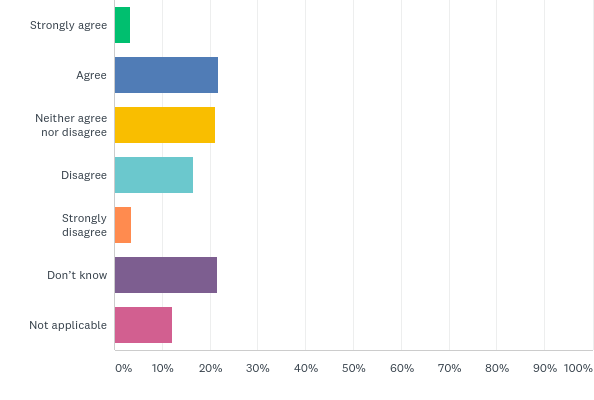 Strongly agree
Agree
Neither agree
nor disagree
Disagree
Strongly
disagree
Don't know
Not applicable
0% 10% 20% 30% 40% 50% 60% 70% 80% 90% 100%